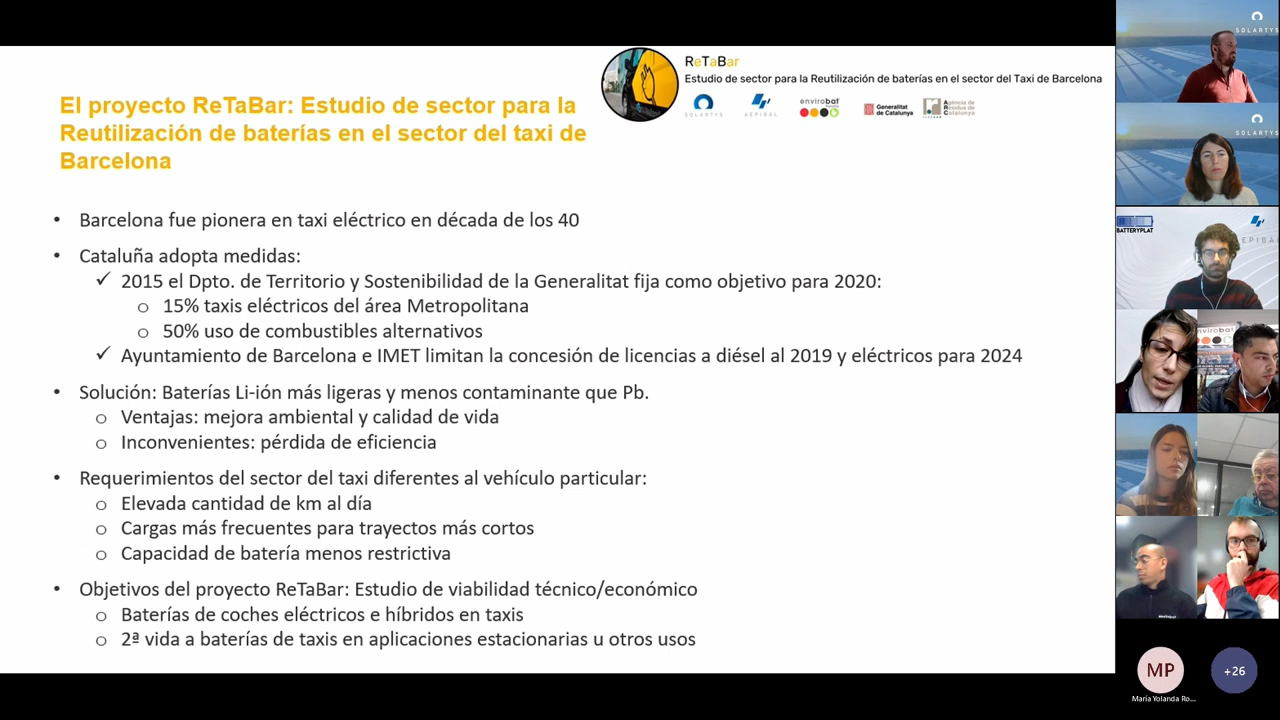 ReTaBar
Estudio de sector para la Reutilización de baterías en el sector del Taxi de Barcelona
SOLARTYS
AEPIBAL
envirobat
Generalitat
de Catalunya
Agència de
Residus de
Catalunya
El proyecto ReTaBar: Estudio de sector para la
Reutilización de baterías en el sector del taxi de
Barcelona
• Barcelona fue pionera en taxi eléctrico en década de los 40
• Cataluña adopta medidas:
✓ 2015 el Dpto. de Territorio y Sostenibilidad de la Generalitat fija como objetivo para 2020:
o 15% taxis eléctricos del área Metropolitana
o 50% uso de combustibles alternativos
✓ Ayuntamiento de Barcelona e IMET limitan la concesión de licencias a diésel al 2019 y eléctricos para 2024
• Solución: Baterías Li-ión más ligeras y menos contaminante que Pb.
o Ventajas: mejora ambiental y calidad de vida
o Inconvenientes: pérdida de eficiencia
• Requerimientos del sector del taxi diferentes al vehículo particular:
o Elevada cantidad de km al día
o Cargas más frecuentes para trayectos más cortos
o Capacidad de batería menos restrictiva
• Objetivos del proyecto ReTaBar: Estudio de viabilidad técnico/económico
o Baterías de coches eléctricos e híbridos en taxis
o 2ª vida a baterías de taxis en aplicaciones estacionarias u otros usos
SOLARTYS
SOLARTYS
BATTERYPLAT
EPIBA
nvirobat
MP
+26
María Yolanda Ro...